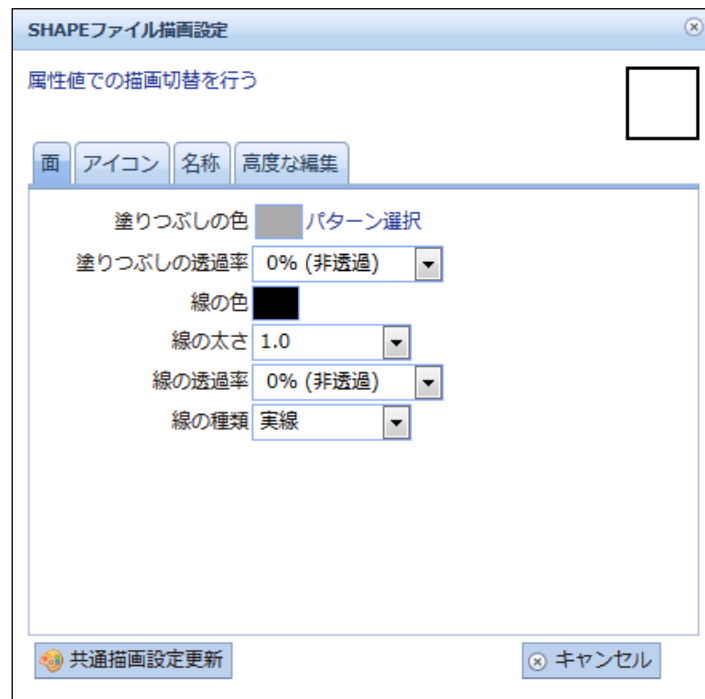 SHAPEファイル描画設定
属性値での描画切替を行う
面 アイコン 名称 高度な編集
塗りつぶしの色 パターン選択
塗りつぶしの透過率 0% (非透過)
線の色
線の太さ 1.0
線の透過率 0% (非透過)
線の種類 実線
共通描画設定更新 キャンセル